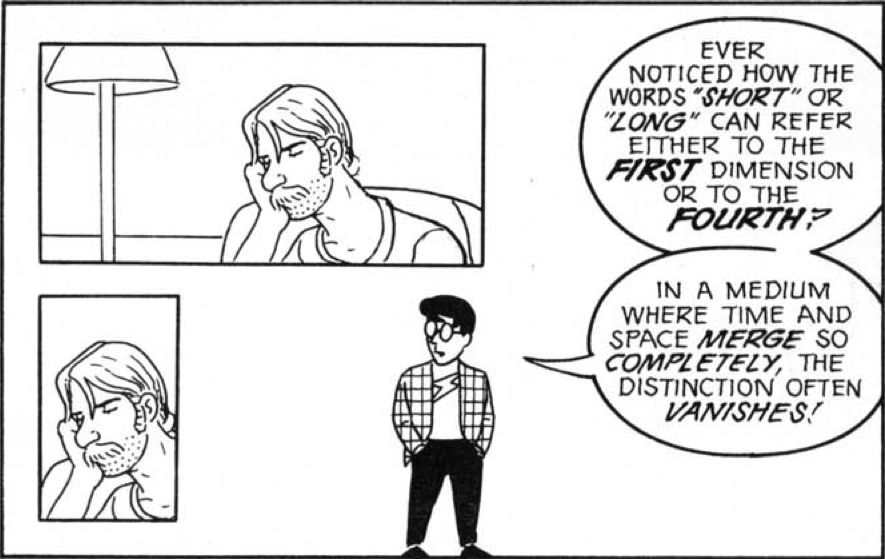 EVER
NOTICED HOW THE
WORDS "SHORT" OR
"LONG" CAN REFER
EITHER TO THE
FIRST DIMENSION
OR TO THE
FOURTH?
IN A MEDIUM
WHERE TIME AND
SPACE MERGE SO
COMPLETELY, THE
DISTINCTION OFTEN
VANISHES!